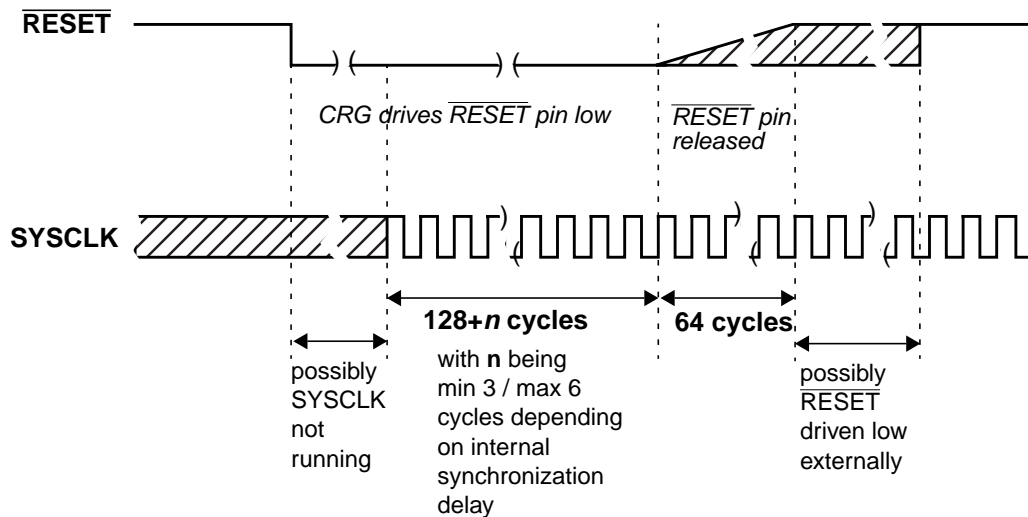 RESET
CRG drives RESET pin low
RESET pin
released
SYSCLK
128+n cycles
64 cycles
possibly
SYSCLK
not
running
with n being
min 3 / max 6
cycles depending
on internal
synchronization
delay
possibly
RESET
driven low
externally